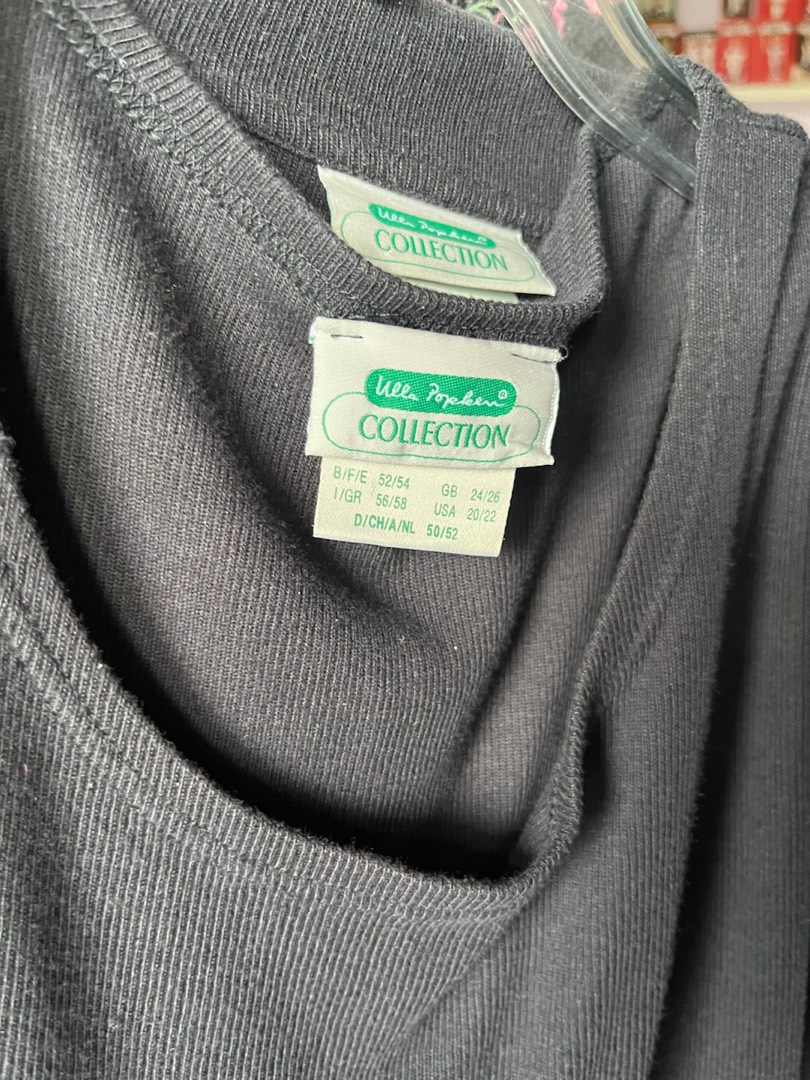 Ulla Popken®
COLLECTION
Ulla Popken®
COLLECTION
B/F/E 52/54 GB 24/26
I/GR 56/58 USA 20/22
D/CH/A/NL 50/52